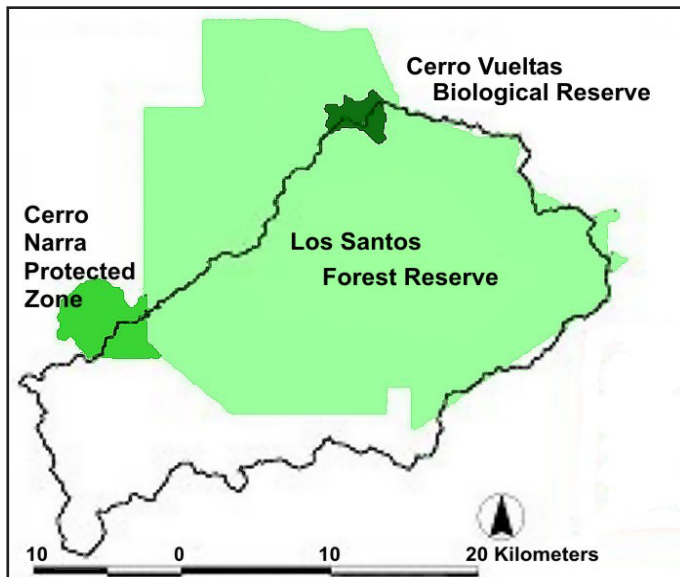 Cerro Vueltas
Biological Reserve
Cerro
Narra
Protected
Zone
Los Santos
Forest Reserve
10 0 10 20 Kilometers